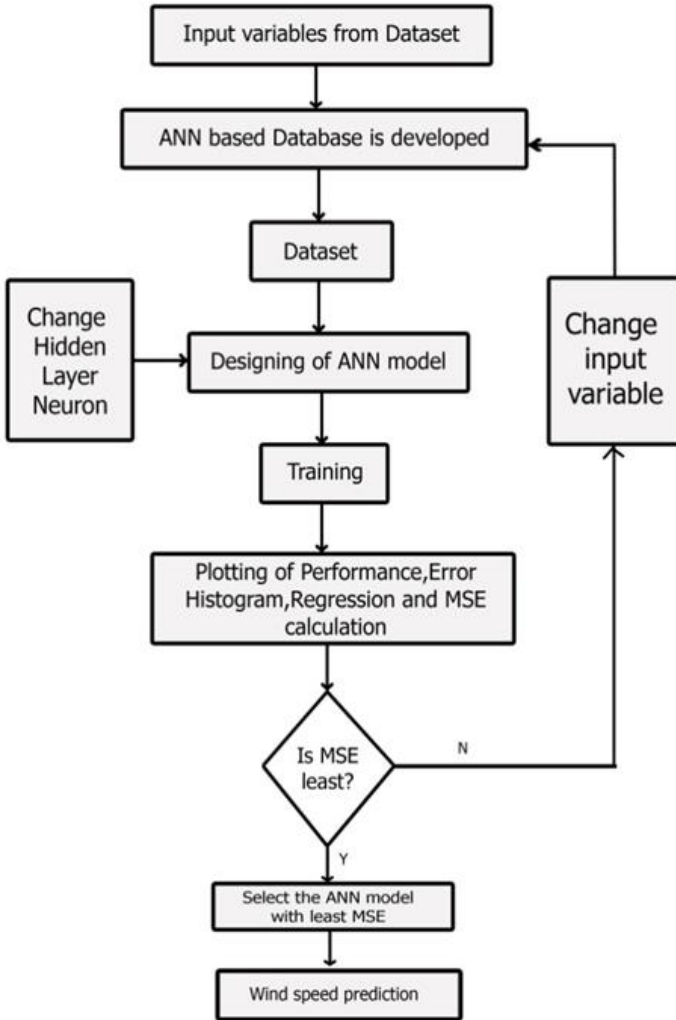 Input variables from Dataset
ANN based Database is developed
Dataset
Change
Hidden
Layer
Neuron
Designing of ANN model
Change
input
variable
Training
Plotting of Performance,Error
Histogram,Regression and MSE
calculation
Is MSE
least?
N
Y
Select the ANN model
with least MSE
Wind speed prediction